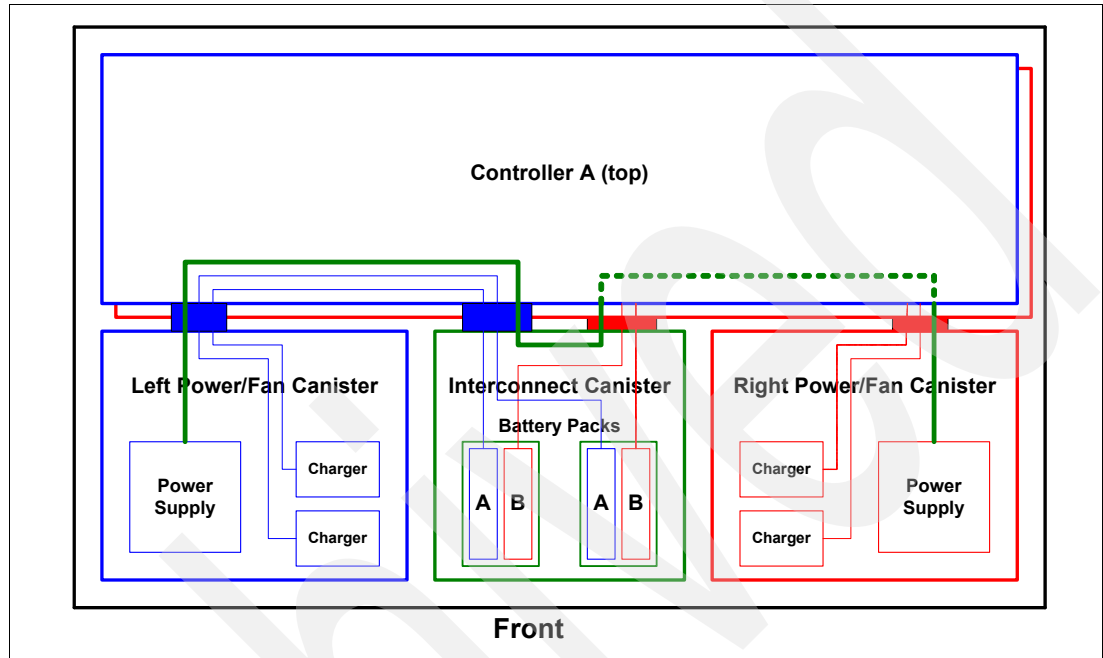 Controller A (top)
Left Power/Fan Canister
Interconnect Canister
Right Power/Fan Canister
Battery Packs
Power
Supply
Charger
Charger
A
B
A
B
Charger
Charger
Power
Supply
Front